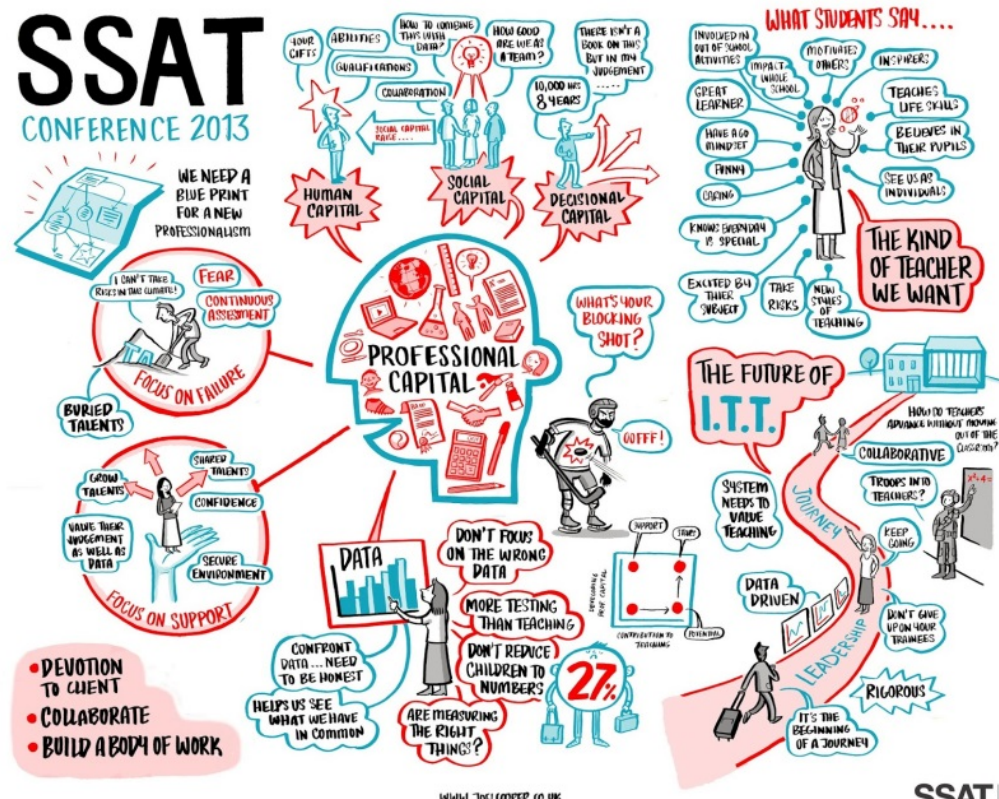 SSAT
CONFERENCE 2013
WE NEED A
BLUE PRINT
FOR A NEW
PROFESSIONALISM
YOUR
GIFTS
ABILITIES
QUALIFICATIONS
HOW TO COMBINE
THIS WITH
DATA?
COLLABORATION
HOW GOOD
ARE WE AS
A TEAM?
THERE ISN'T A
BOOK ON THIS
BUT IN MY
JUDGEMENT
.....
10,000 HRS
8 YEARS
SOCIAL CAPITAL
RAISE....
HUMAN
CAPITAL
SOCIAL
CAPITAL
DECISIONAL
CAPITAL
WHAT STUDENTS SAY....
INVOLVED IN
OUT OF SCHOOL
ACTIVITIES
IMPACT
WHOLE
SCHOOL
MOTIVATES
OTHERS
INSPIRERS
GREAT
LEARNER
TEACHES
LIFE SKILLS
HAVE A GO
MINDSET
BELIEVES IN
THEIR PUPILS
FUNNY
CARING
SEE US AS
INDIVIDUALS
KNOWS EVERYDAY
IS SPECIAL
EXCITED BY
THIER
SUBJECT
TAKE
RISKS
NEW
STYLES
OF
TEACHING
THE KIND
OF TEACHER
WE WANT
I CAN'T TAKE
RISKS IN THIS CLIMATE!
FEAR
CONTINUOUS
ASSESSMENT
FOCUS ON FAILURE
BURIED
TALENTS
PROFESSIONAL
CAPITAL
WHAT'S YOUR
BLOCKING
SHOT?
OOFFF!
GROW
TALENTS
SHARED
TALENTS
CONFIDENCE
VALUE THEIR
JUDGEMENT
AS WELL AS
DATA
SECURE
ENVIRONMENT
FOCUS ON SUPPORT
DEVOTION
TO CLIENT
COLLABORATE
BUILD A BODY OF WORK
DATA
DON'T FOCUS
ON THE WRONG
DATA
MORE TESTING
THAN TEACHING
DON'T REDUCE
CHILDREN TO
NUMBERS
CONFRONT
DATA... NEED
TO BE HONEST
HELPS US SEE
WHAT WE HAVE
IN COMMON
ARE MEASURING
THE RIGHT
THINGS?
27%
SUPPORT
DEVELOPING
PROF CAPITAL
CONTRIBUTION TO
TEACHING
POTENTIAL
THE FUTURE OF
I.T.T.
HOW DO TEACHERS
ADVANCE WITHOUT MOVING
OUT OF THE
CLASSROOM?
COLLABORATIVE
TROOPS INTO
TEACHERS?
SYSTEM
NEEDS TO
VALUE
TEACHING
JOURNEY
KEEP
GOING
DATA
DRIVEN
DON'T GIVE
UP ON YOUR
TRAINEES
LEADERSHIP
RIGOROUS
IT'S THE
BEGINNING
OF A JOURNEY
SSAT